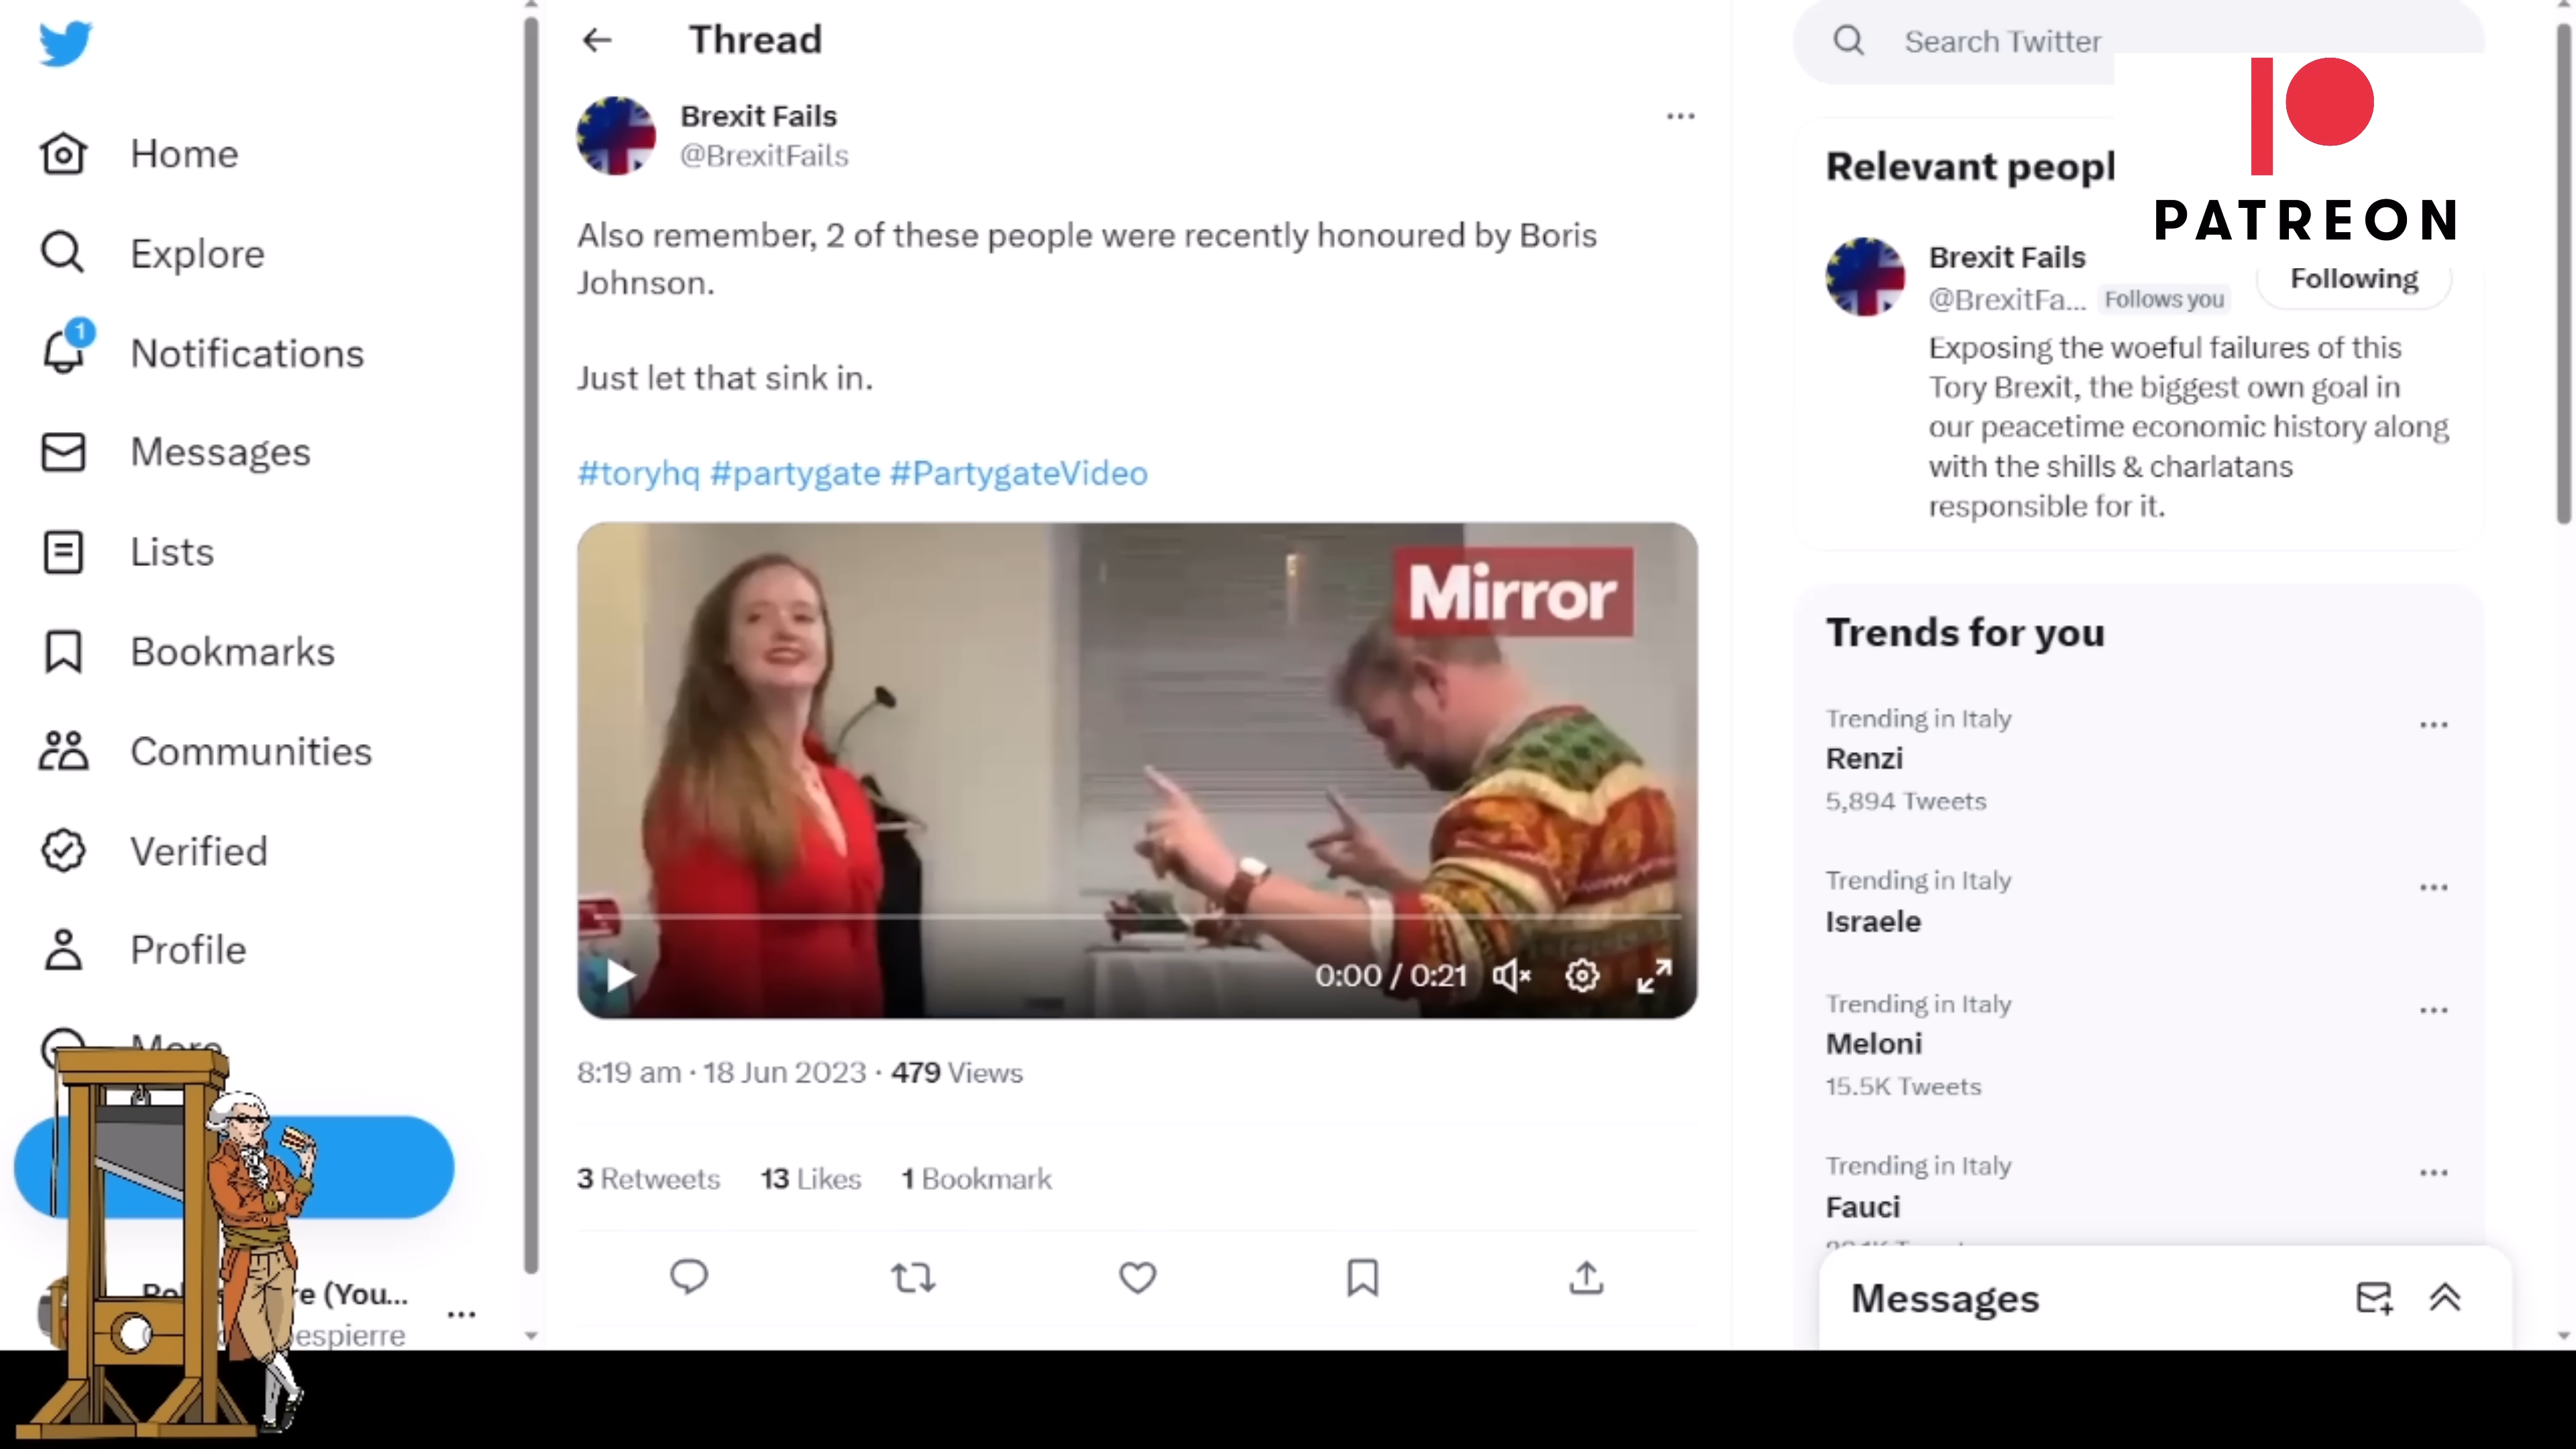 Home
Explore
1
Notifications
Messages
Lists
Bookmarks
Communities
Verified
Profile
More
re (You...
espierre
Thread
Brexit Fails
@BrexitFails
Also remember, 2 of these people were recently honoured by Boris
Johnson.
Just let that sink in.
#toryhq #partygate #PartygateVideo
Mirror
0:00 / 0:21
8:19 am · 18 Jun 2023 · 479 Views
3 Retweets 13 Likes 1 Bookmark
Search Twitter
PATREON
Relevant peopl
Brexit Fails
@BrexitFa... Follows you
Following
Exposing the woeful failures of this
Tory Brexit, the biggest own goal in
our peacetime economic history along
with the shills & charlatans
responsible for it.
Trends for you
Trending in Italy
Renzi
5,894 Tweets
Trending in Italy
Israele
Trending in Italy
Meloni
15.5K Tweets
Trending in Italy
Fauci
Messages